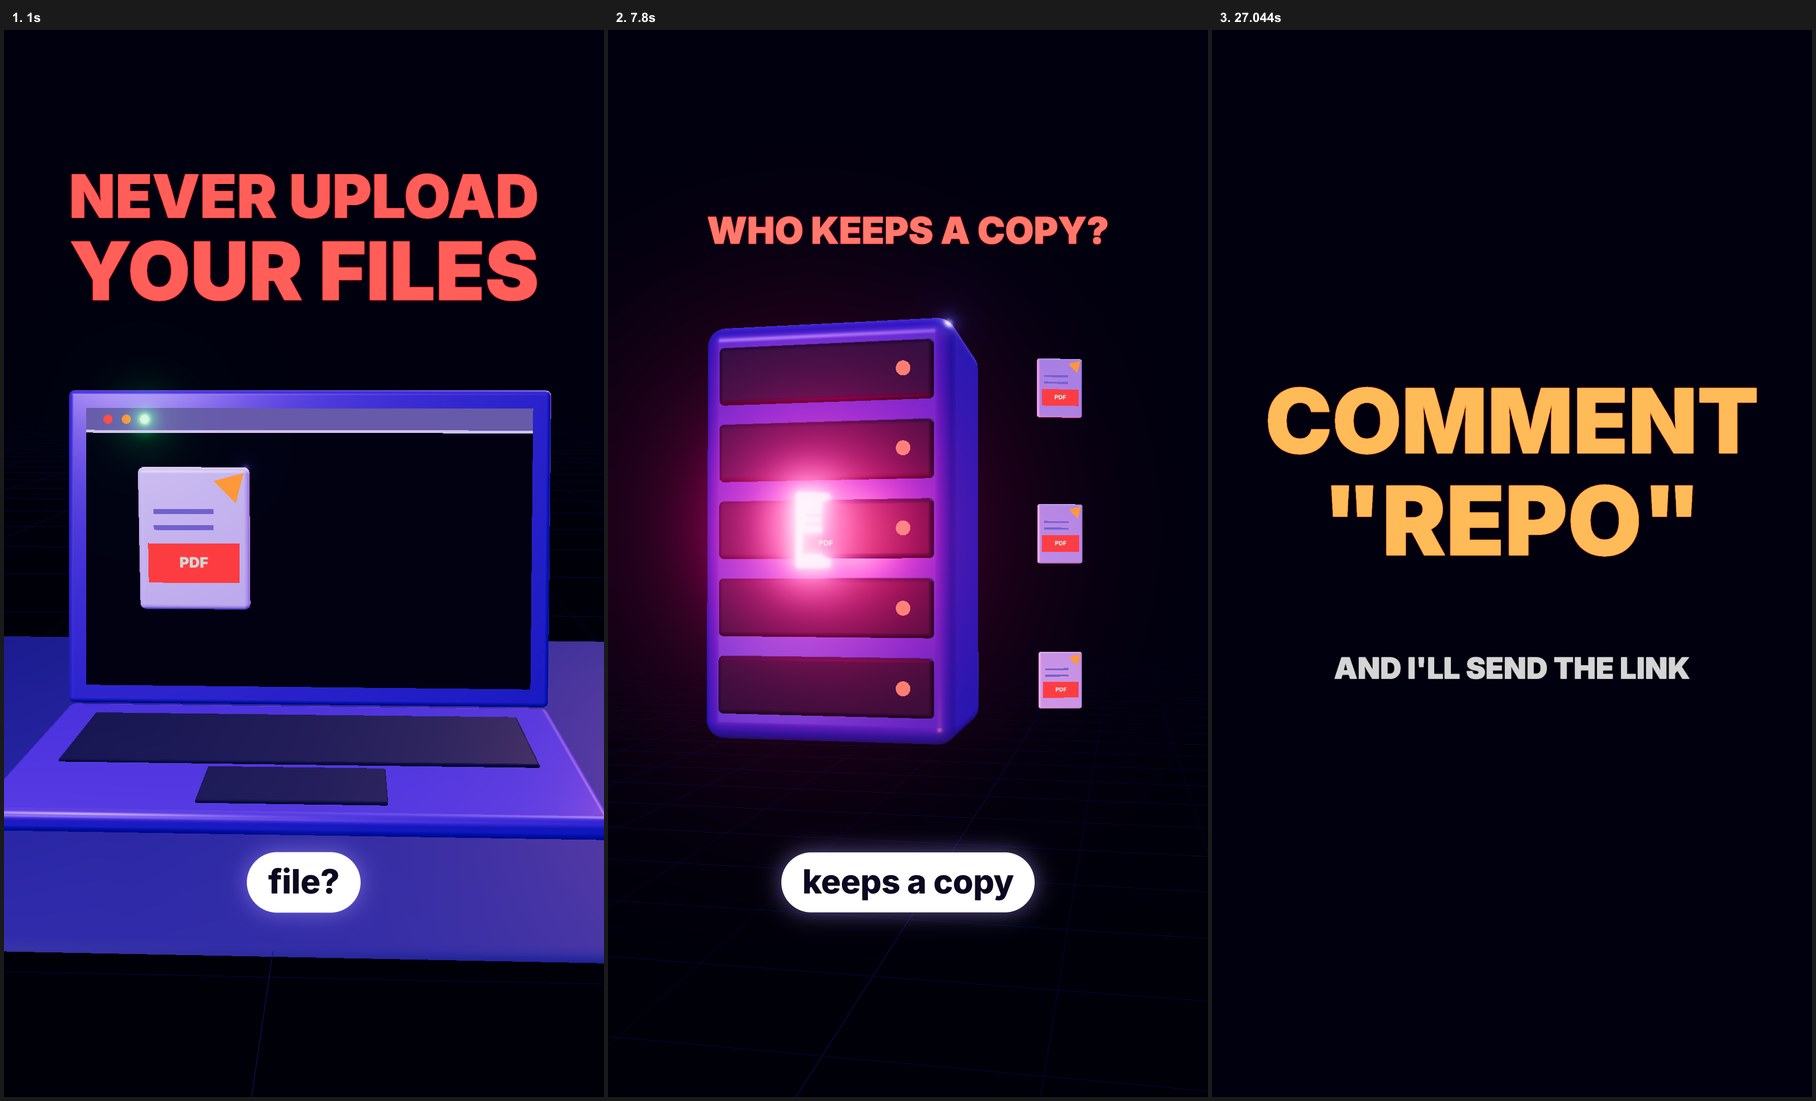 1. 1s
NEVER UPLOAD
YOUR FILES
PDF
file?
2. 7.8s
WHO KEEPS A COPY?
PDF
PDF
PDF
PDF
keeps a copy
3. 27.044s
COMMENT
"REPO"
AND I'LL SEND THE LINK